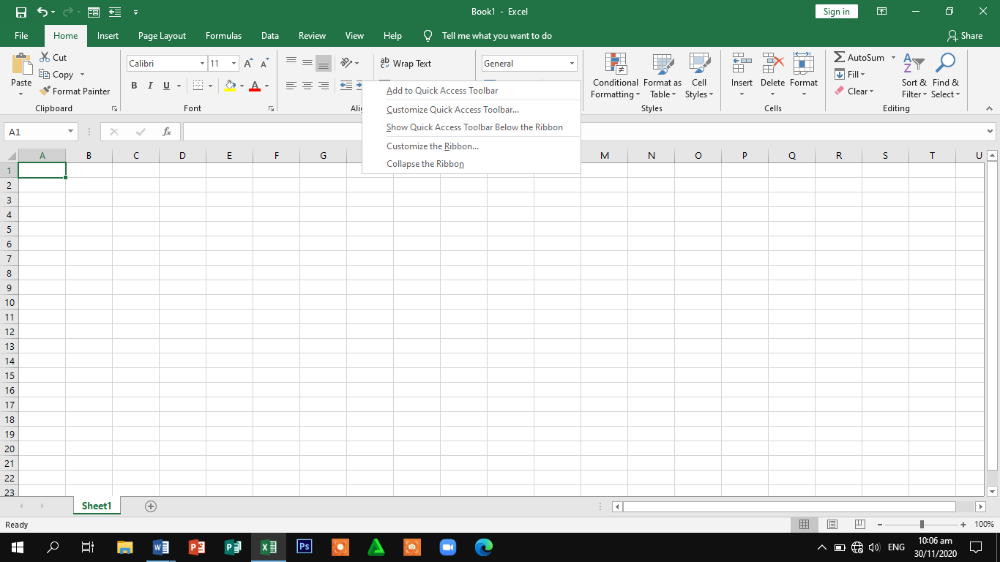 Book1 - Excel
Sign in
File Home Insert Page Layout Formulas Data Review View Help Tell me what you want to do Share
Paste
Cut
Copy
Format Painter
Clipboard
Calibri 11 A A
B I U A
Font
ab Wrap Text
General
Conditional Formatting
Format as Table
Cell Styles
Styles
Insert Delete Format
Cells
AutoSum
Fill
Clear
Sort & Filter
Find & Select
Editing
Add to Quick Access Toolbar
Customize Quick Access Toolbar...
Show Quick Access Toolbar Below the Ribbon
Customize the Ribbon...
Collapse the Ribbon
A1 fx
A B C D E F G M N O P Q R S T U
1
2
3
4
5
6
7
8
9
10
11
12
13
14
15
16
17
18
19
20
21
22
23
Sheet1
Ready 100%
ENG 10:06 am
30/11/2020